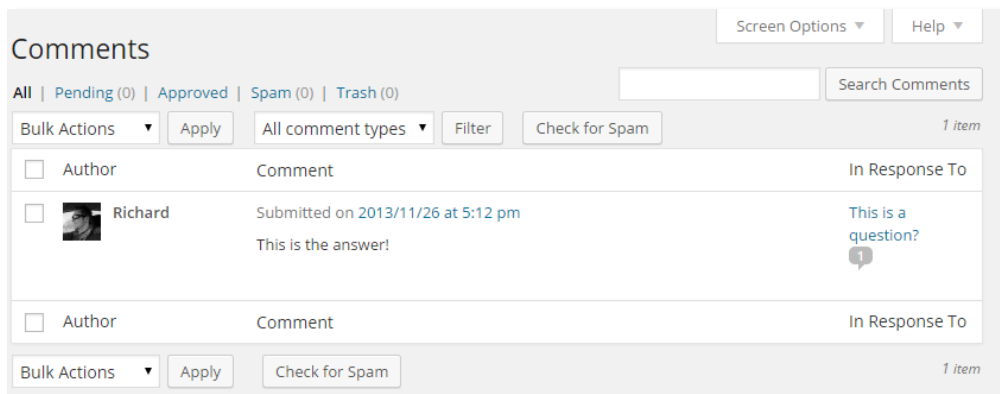 Screen Options Help
Comments
All | Pending (0) | Approved | Spam (0) | Trash (0)
Search Comments
Bulk Actions Apply All comment types Filter Check for Spam 1 item
Author Comment In Response To
Richard Submitted on 2013/11/26 at 5:12 pm This is a
question?
This is the answer!
1
Author Comment In Response To
Bulk Actions Apply Check for Spam 1 item